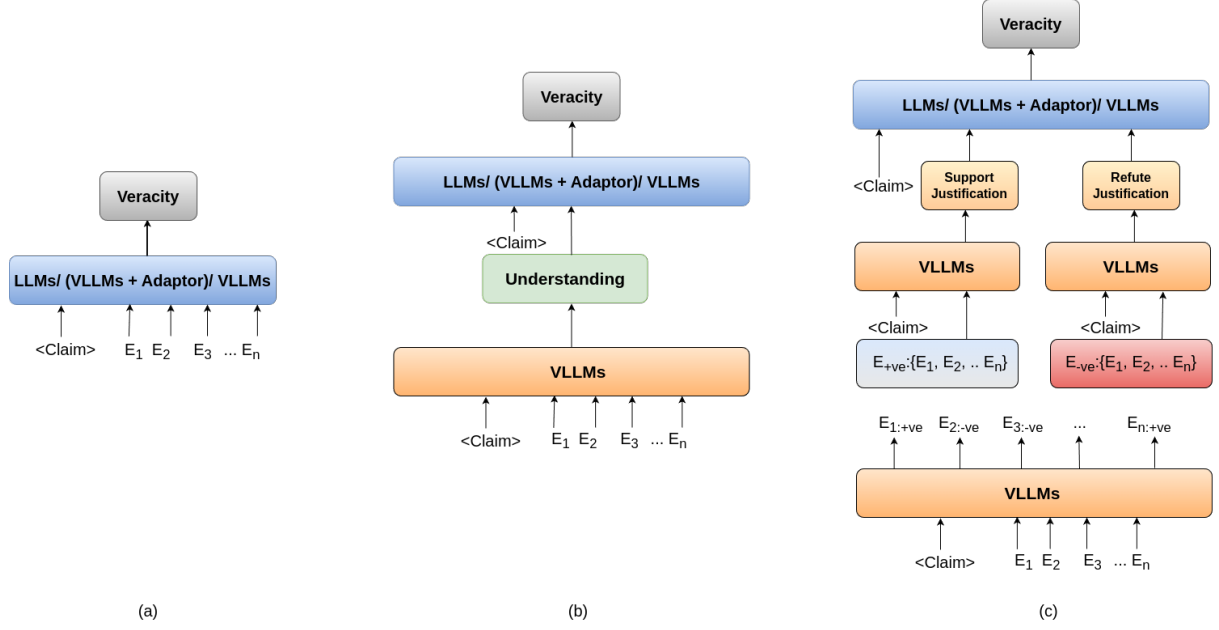 Veracity
LLMs/ (VLLMs + Adaptor)/ VLLMs
<Claim> E1 E2 E3 ... En
(a)
Veracity
LLMs/ (VLLMs + Adaptor)/ VLLMs
<Claim>
Understanding
VLLMs
<Claim> E1 E2 E3 ... En
(b)
Veracity
LLMs/ (VLLMs + Adaptor)/ VLLMs
<Claim>
Support
Justification
Refute
Justification
VLLMs
VLLMs
<Claim>
<Claim>
E+ve:{E1, E2, .. En}
E-ve:{E1, E2, .. En}
E1:+ve E2:-ve E3:-ve ... En:+ve
VLLMs
<Claim> E1 E2 E3 ... En
(c)